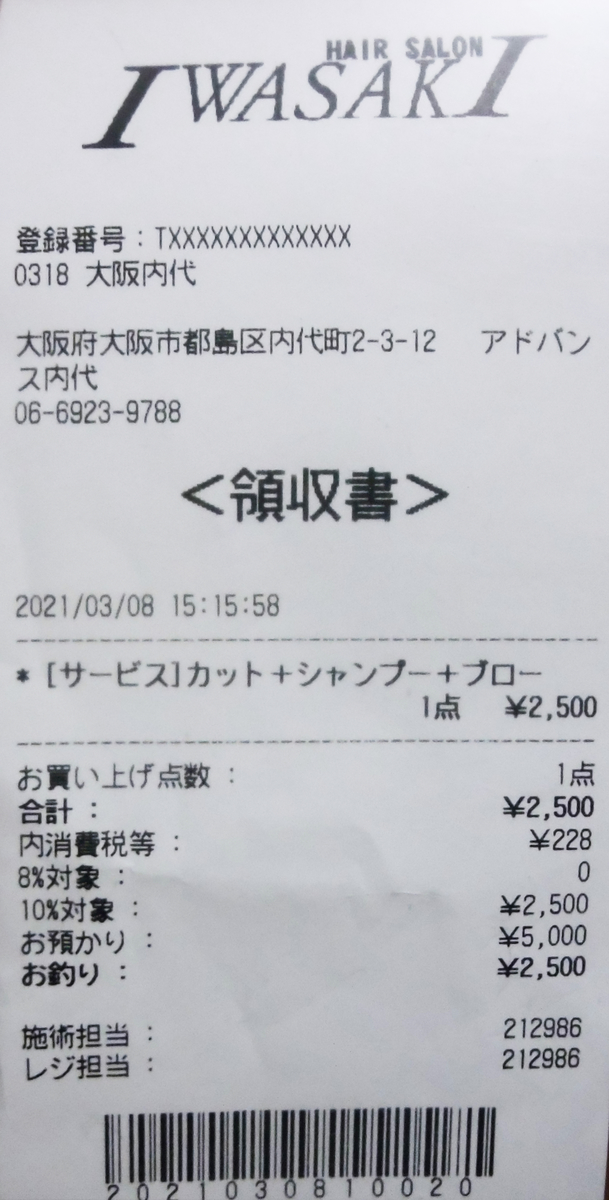 HAIR SALON
IWASAKI
登録番号：TXXXXXXXXXXXXX
0318 大阪内代
大阪府大阪市都島区内代町2-3-12 アドバン
ス内代
06-6923-9788
＜領収書＞
2021/03/08 15:15:58
* [サービス]カット＋シャンプー＋ブロー
1点 ¥2,500
お買い上げ点数： 1点
合計： ¥2,500
内消費税等： ¥228
8%対象： 0
10%対象： ¥2,500
お預かり： ¥5,000
お釣り： ¥2,500
施術担当： 212986
レジ担当： 212986
2021030810020